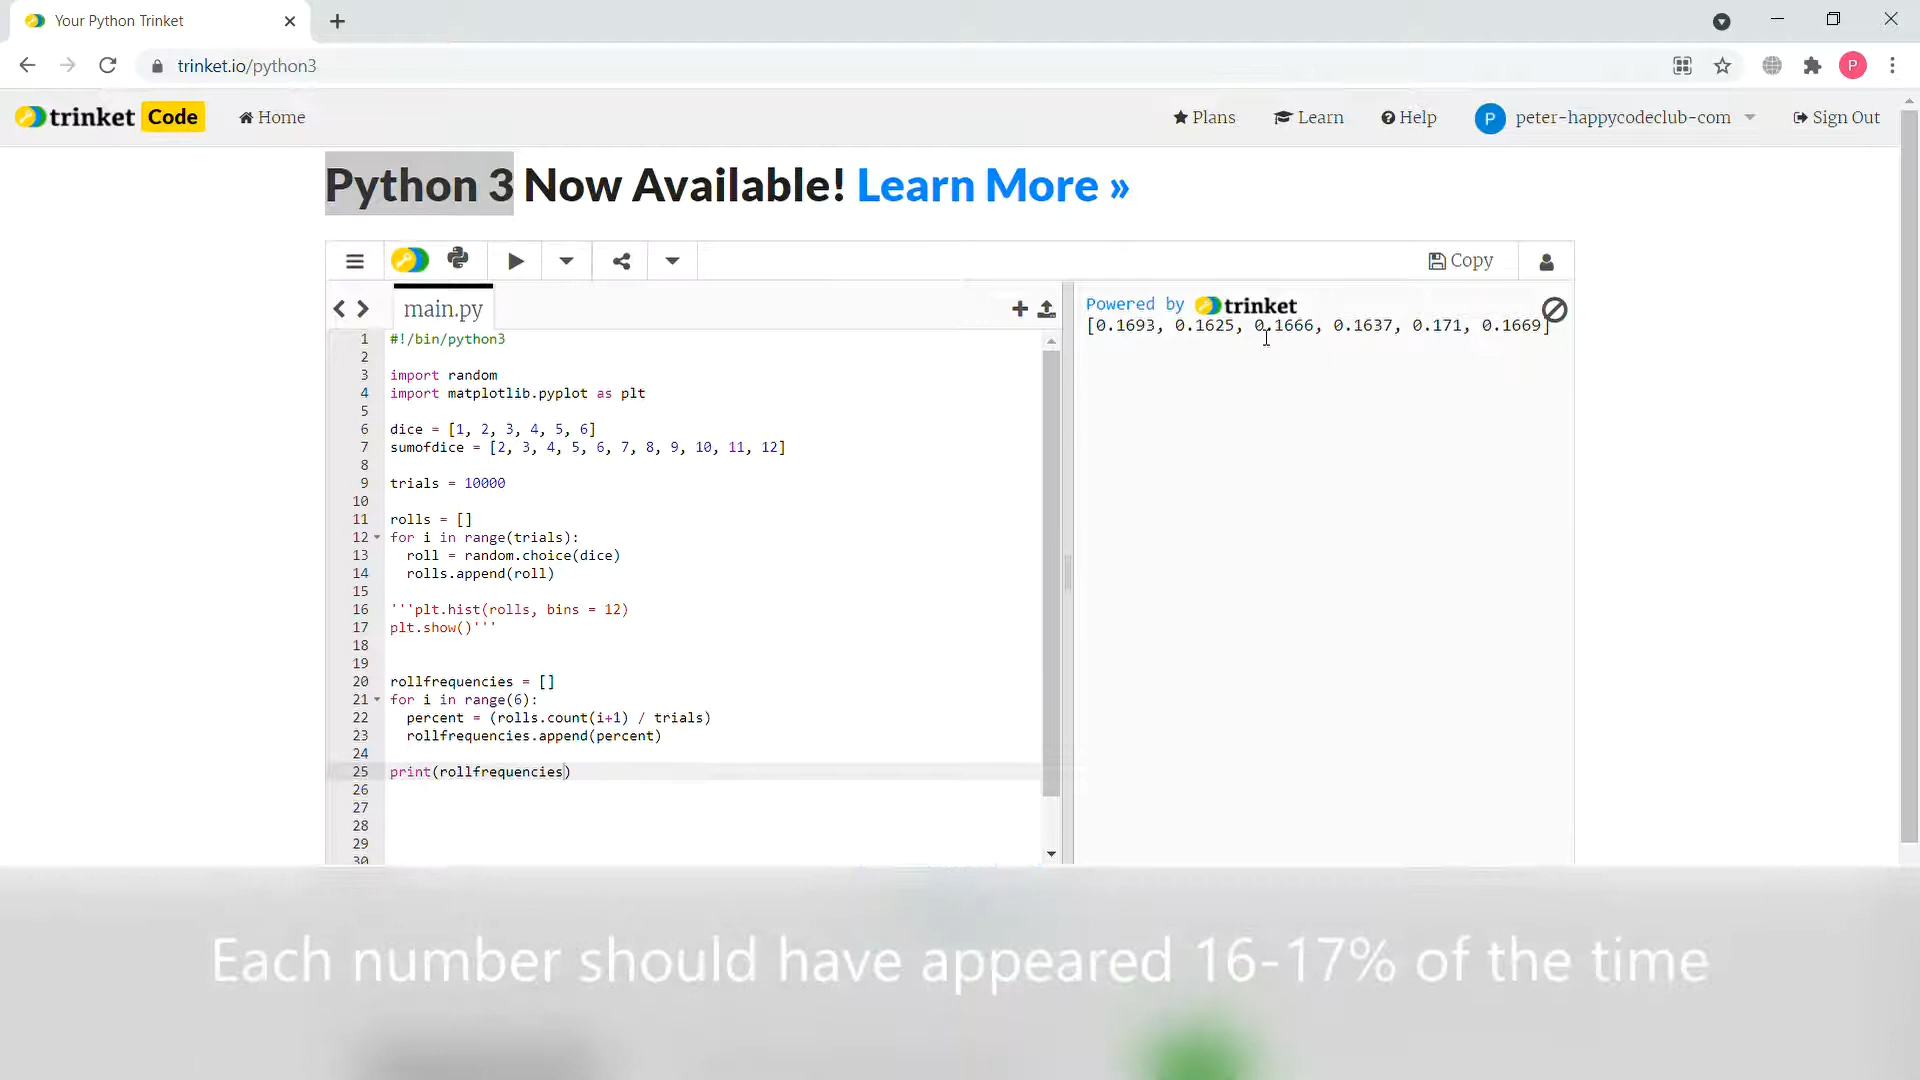 Your Python Trinket
trinket.io/python3
P
trinket Code
Home
Plans
Learn
Help
P
peter-happycodeclub-com
Sign Out
Python 3 Now Available! Learn More »
Copy
main.py
Powered by trinket
[0.1693, 0.1625, 0.1666, 0.1637, 0.171, 0.1669]
1 #!/bin/python3
2
3 import random
4 import matplotlib.pyplot as plt
5
6 dice = [1, 2, 3, 4, 5, 6]
7 sumofdice = [2, 3, 4, 5, 6, 7, 8, 9, 10, 11, 12]
8
9 trials = 10000
10
11 rolls = []
12 for i in range(trials):
13   roll = random.choice(dice)
14   rolls.append(roll)
15
16 '''plt.hist(rolls, bins = 12)
17 plt.show()'''
18
19
20 rollfrequencies = []
21 for i in range(6):
22   percent = (rolls.count(i+1) / trials)
23   rollfrequencies.append(percent)
24
25 print(rollfrequencies)
26
27
28
29
30
Each number should have appeared 16-17% of the time